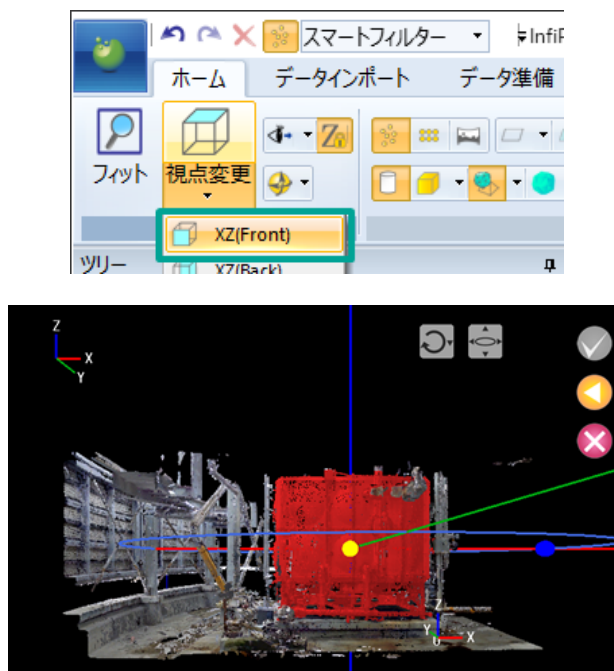 スマートフィルター InfiP
ホーム データインポート データ準備
フィット 視点変更
XZ(Front)
ツリー XZ(Back)
Z
X
Y
Z
Y X
U